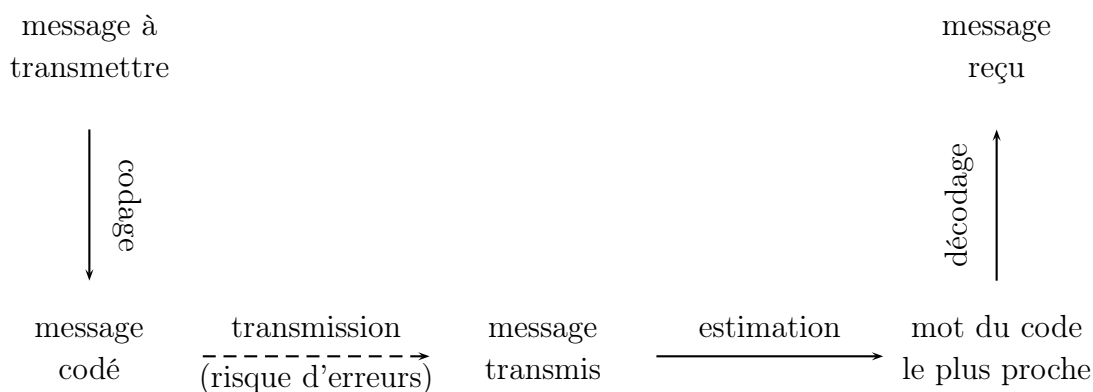 message à
transmettre
message
reçu
codage
décodage
message
codé
transmission
(risque d'erreurs)
message
transmis
estimation
mot du code
le plus proche